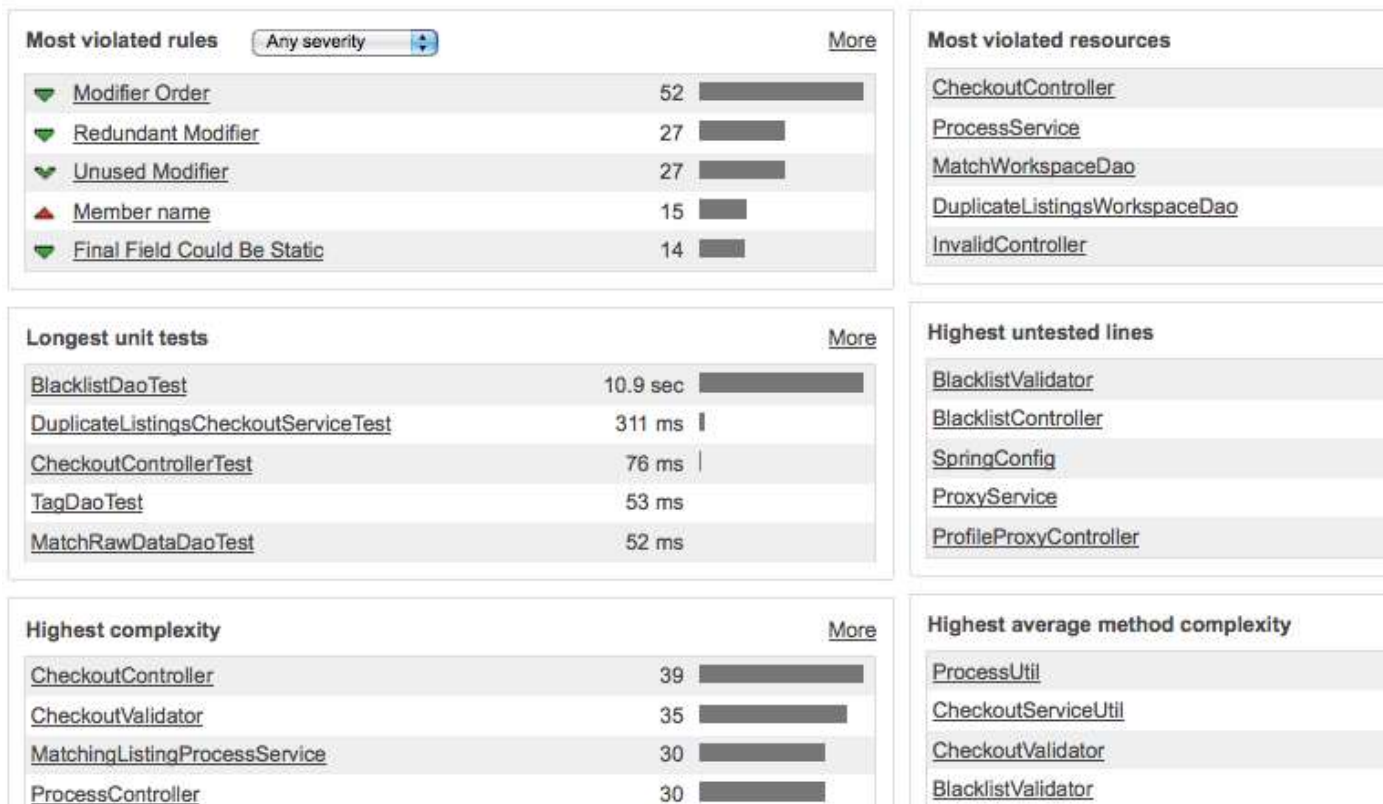 Most violated rules Any severity More
Modifier Order 52
Redundant Modifier 27
Unused Modifier 27
Member name 15
Final Field Could Be Static 14
Most violated resources
CheckoutController
ProcessService
MatchWorkspaceDao
DuplicateListingsWorkspaceDao
InvalidController
Longest unit tests More
BlacklistDaoTest 10.9 sec
DuplicateListingsCheckoutServiceTest 311 ms
CheckoutControllerTest 76 ms
TagDaoTest 53 ms
MatchRawDataDaoTest 52 ms
Highest untested lines
BlacklistValidator
BlacklistController
SpringConfig
ProxyService
ProfileProxyController
Highest complexity More
CheckoutController 39
CheckoutValidator 35
MatchingListingProcessService 30
ProcessController 30
Highest average method complexity
ProcessUtil
CheckoutServiceUtil
CheckoutValidator
BlacklistValidator